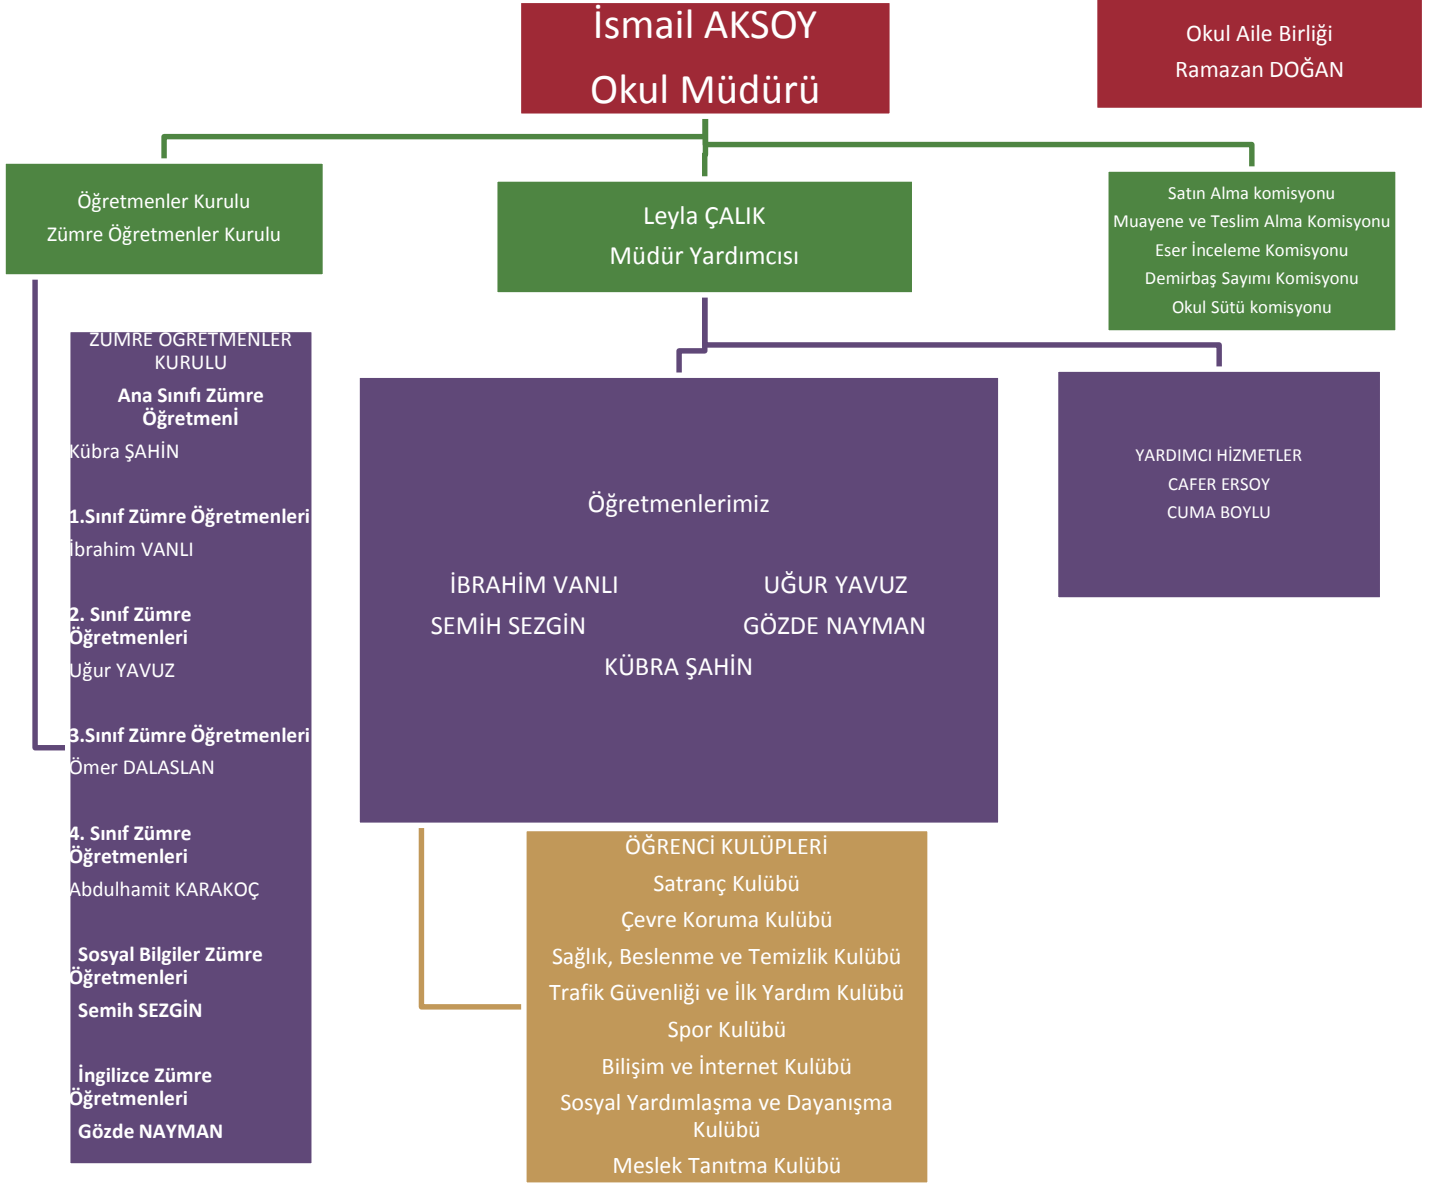 İsmail AKSOY
Okul Müdürü
Okul Aile Birliği
Ramazan DOĞAN
Öğretmenler Kurulu
Zümre Öğretmenler Kurulu
Leyla ÇALIK
Müdür Yardımcısı
Satın Alma komisyonu
Muayene ve Teslim Alma Komisyonu
Eser İnceleme Komisyonu
Demirbaş Sayımı Komisyonu
Okul Sütü komisyonu
ZÜMRE ÖĞRETMENLER
KURULU
Ana Sınıfı Zümre
Öğretmenİ
Kübra ŞAHİN
1.Sınıf Zümre Öğretmenleri
İbrahim VANLI
2. Sınıf Zümre
Öğretmenleri
Uğur YAVUZ
3.Sınıf Zümre Öğretmenleri
Ömer DALASLAN
4. Sınıf Zümre
Öğretmenleri
Abdulhamit KARAKOÇ
Sosyal Bilgiler Zümre
Öğretmenleri
Semih SEZGİN
İngilizce Zümre
Öğretmenleri
Gözde NAYMAN
Öğretmenlerimiz
İBRAHİM VANLI UĞUR YAVUZ
SEMİH SEZGİN GÖZDE NAYMAN
KÜBRA ŞAHİN
YARDIMCI HİZMETLER
CAFER ERSOY
CUMA BOYLU
ÖĞRENCİ KULÜPLERİ
Satranç Kulübü
Çevre Koruma Kulübü
Sağlık, Beslenme ve Temizlik Kulübü
Trafik Güvenliği ve İlk Yardım Kulübü
Spor Kulübü
Bilişim ve İnternet Kulübü
Sosyal Yardımlaşma ve Dayanışma
Kulübü
Meslek Tanıtma Kulübü